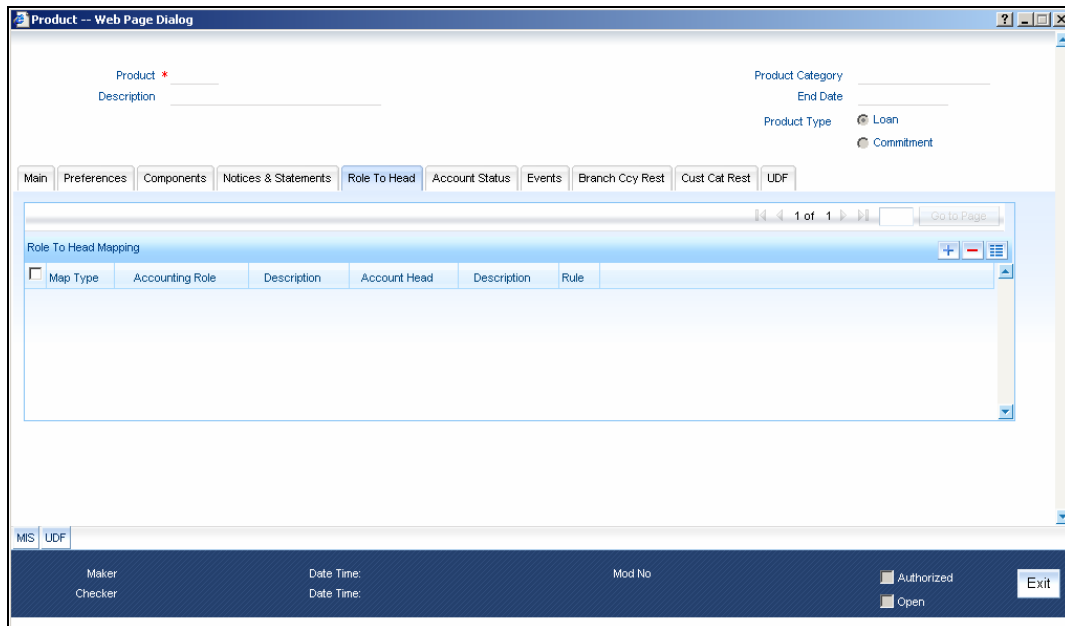 Product -- Web Page Dialog
Product *
Product Category
Description
End Date
Product Type
Loan
Commitment
Main Preferences Components Notices & Statements Role To Head Account Status Events Branch Ccy Rest Cust Cat Rest UDF
1 of 1 Go to Page
Role To Head Mapping
Map Type Accounting Role Description Account Head Description Rule
MIS UDF
Maker Date Time: Mod No Authorized
Checker Date Time: Open
Exit